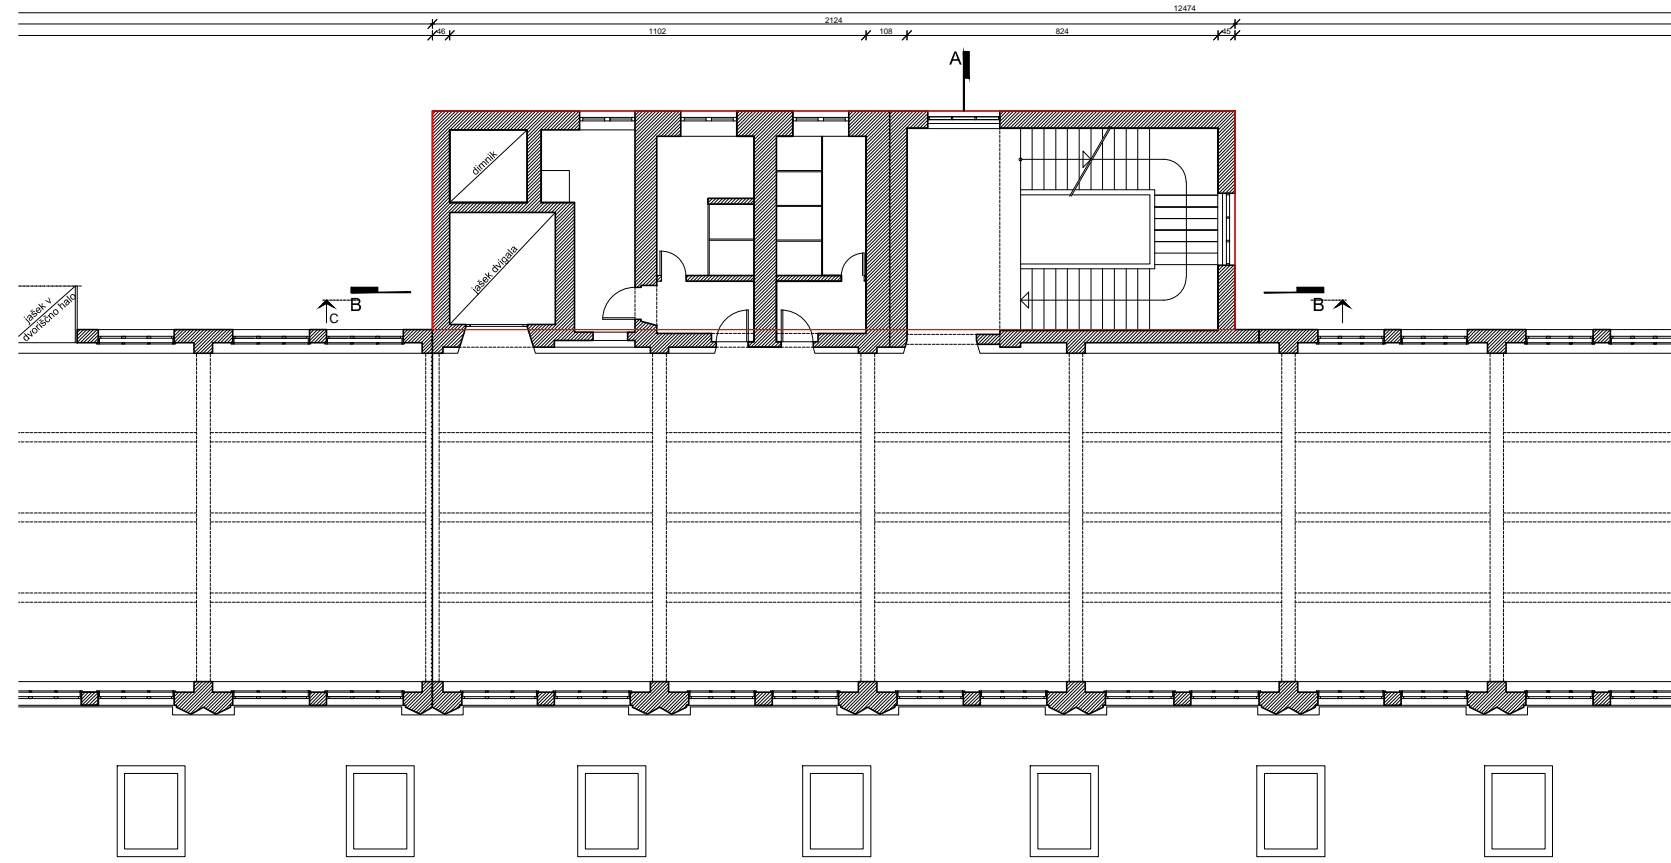 12474
2124
46
1102
108
824
45
A
dimnik
jašek dvigala
jašek v
dvoriščno halo
C
B
B